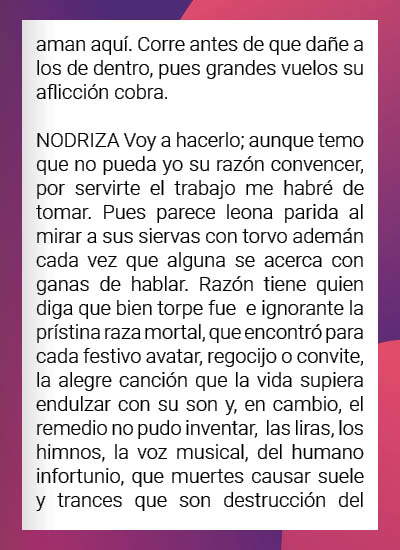 aman aquí. Corre antes de que dañe a
los de dentro, pues grandes vuelos su
aflicción cobra.
NODRIZA Voy a hacerlo; aunque temo
que no pueda yo su razón convencer,
por servirte el trabajo me habré de
tomar. Pues parece leona parida al
mirar a sus siervas con torvo ademán
cada vez que alguna se acerca con
ganas de hablar. Razón tiene quien
diga que bien torpe fue e ignorante la
prístina raza mortal, que encontró para
cada festivo avatar, regocijo o convite,
la alegre canción que la vida supiera
endulzar con su son y, en cambio, el
remedio no pudo inventar, las liras, los
himnos, la voz musical, del humano
infortunio, que muertes causar suele
y trances que son destrucción del